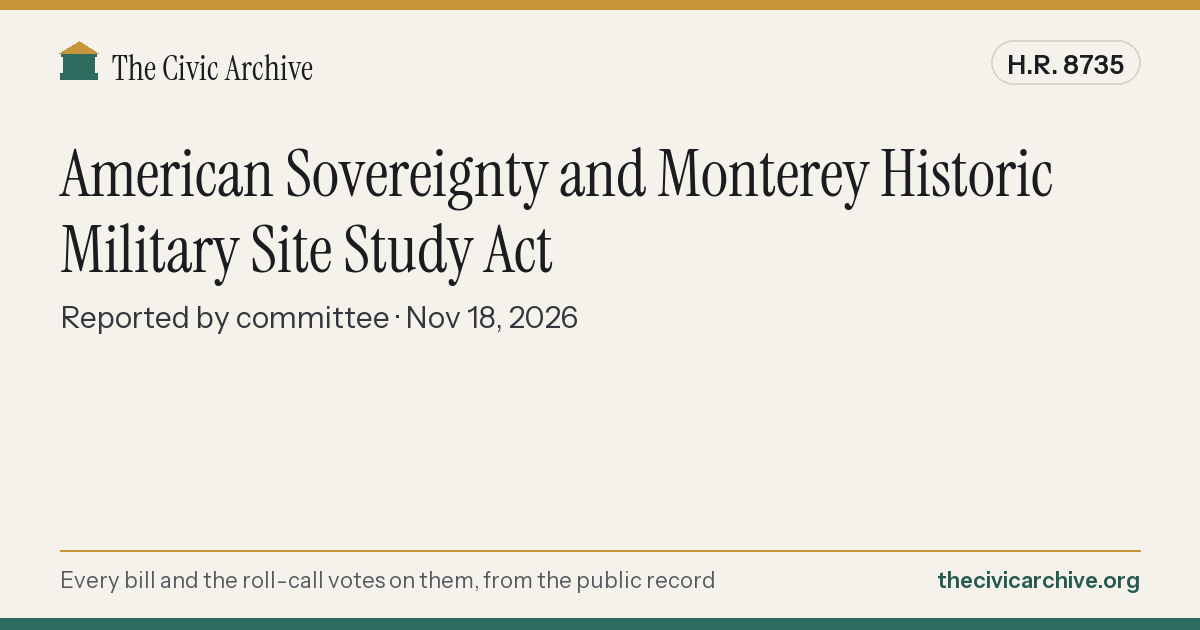 The Civic Archive
H.R. 8735
American Sovereignty and Monterey Historic
Military Site Study Act
Reported by committee · Nov 18, 2026
Every bill and the roll-call votes on them, from the public record
thecivicarchive.org